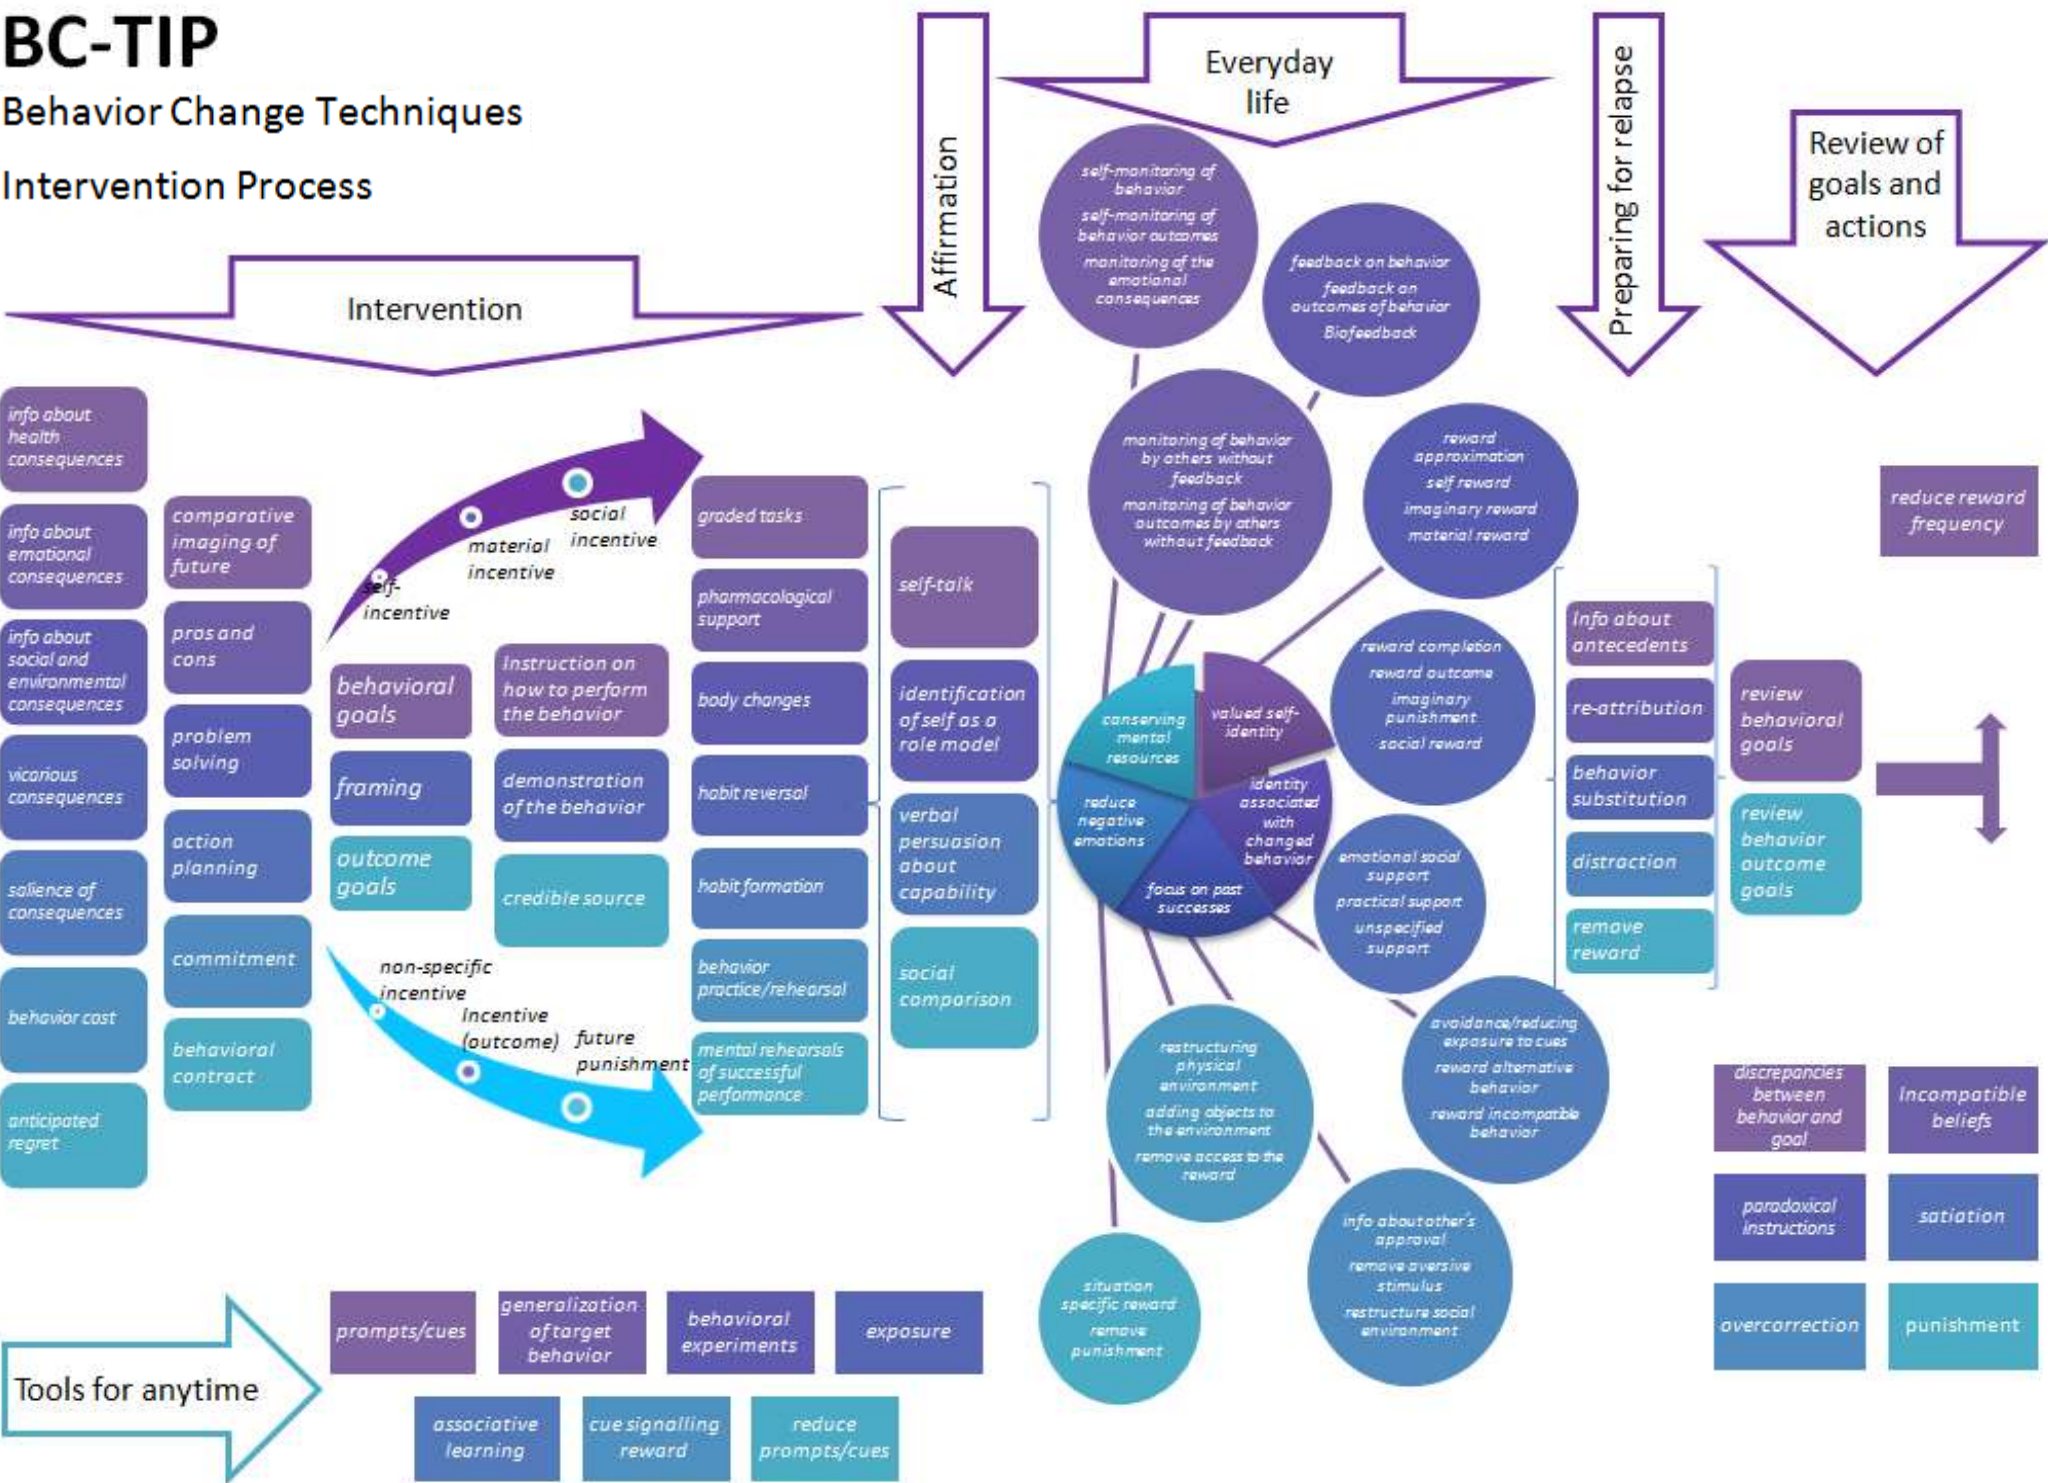 BC-TIP
Behavior Change Techniques
Intervention Process
Intervention
Affirmation
Everyday
life
Preparing for relapse
Review of
goals and
actions
info about
health
consequences
info about
emotional
consequences
info about
social and
environmental
consequences
vicarious
consequences
salience of
consequences
behavior cost
anticipated
regret
comparative
imaging of
future
pros and
cons
problem
solving
action
planning
commitment
behavioral
contract
self-
incentive
material
incentive
social
incentive
behavioral
goals
framing
outcome
goals
non-specific
incentive
Incentive
(outcome)
future
punishment
Instruction on
how to perform
the behavior
demonstration
of the behavior
credible source
graded tasks
pharmacological
support
body changes
habit reversal
habit formation
behavior
practice/rehearsal
mental rehearsals
of successful
performance
self-talk
identification
of self as a
role model
verbal
persuasion
about
capability
social
comparison
self-monitoring of
behavior
self-monitoring of
behavior outcomes
monitoring of the
emotional
consequences
feedback on behavior
feedback on
outcomes of behavior
Biofeedback
monitoring of behavior
by others without
feedback
monitoring of behavior
outcomes by others
without feedback
reward
approximation
self reward
imaginary reward
material reward
reward completion
reward outcome
imaginary
punishment
social reward
conserving
mental
resources
valued self-
identity
identity
associated
with
changed
behavior
focus on past
successes
reduce
negative
emotions
emotional social
support
practical support
unspecified
support
avoidance/reducing
exposure to cues
reward alternative
behavior
reward incompatible
behavior
restructuring
physical
environment
adding objects to
the environment
remove access to the
reward
info about other's
approval
remove aversive
stimulus
restructure social
environment
situation
specific reward
remove
punishment
Info about
antecedents
re-attribution
behavior
substitution
distraction
remove
reward
review
behavioral
goals
review
behavior
outcome
goals
reduce reward
frequency
discrepancies
between
behavior and
goal
Incompatible
beliefs
paradoxical
instructions
satiation
overcorrection
punishment
Tools for anytime
prompts/cues
generalization
of target
behavior
behavioral
experiments
exposure
associative
learning
cue signalling
reward
reduce
prompts/cues